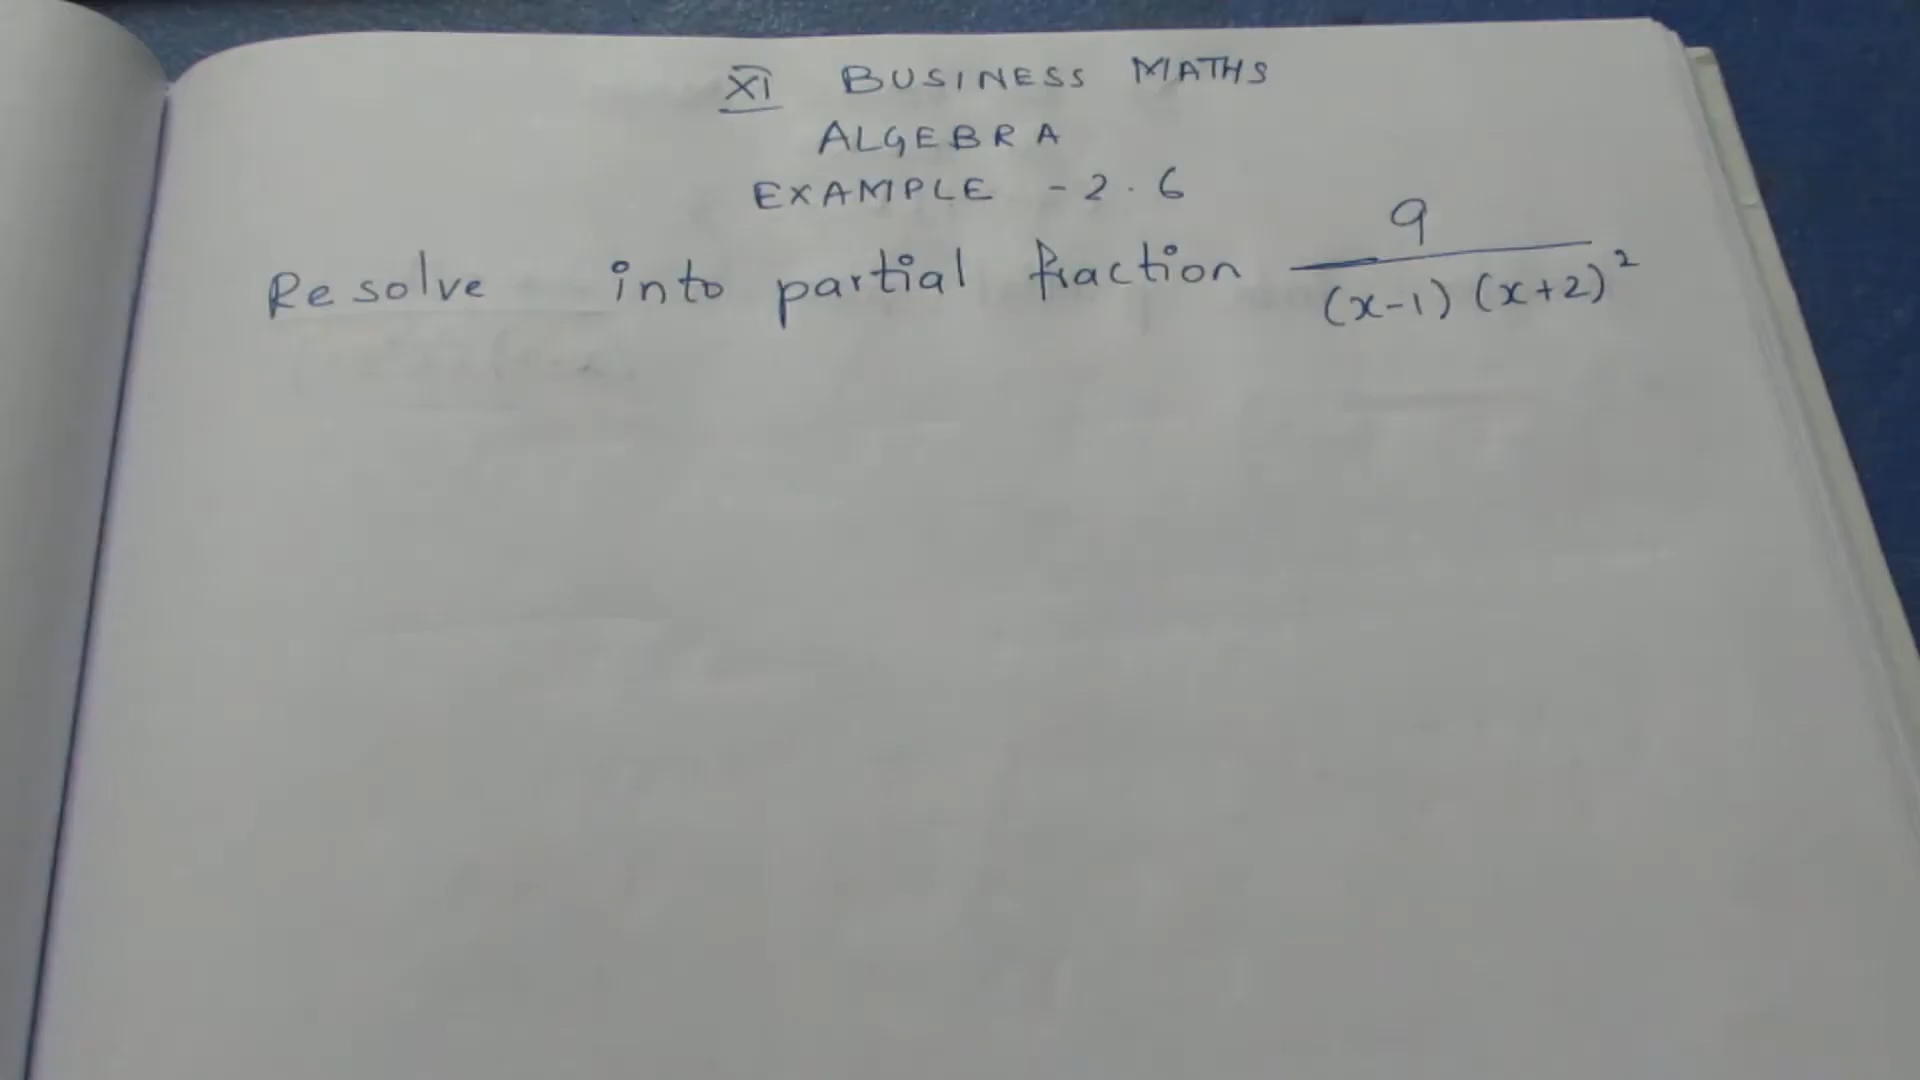 XI BUSINESS MATHS
ALGEBRA
EXAMPLE - 2.6
Resolve into partial fraction 9/(x-1)(x+2)²